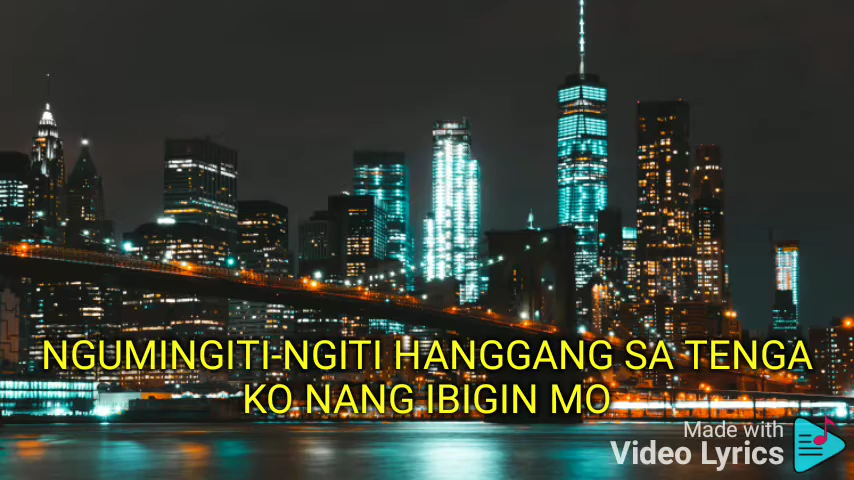 NGUMINGITI-NGITI HANGGANG SA TENGA
KO NANG IBIGIN MO
Made with
Video Lyrics